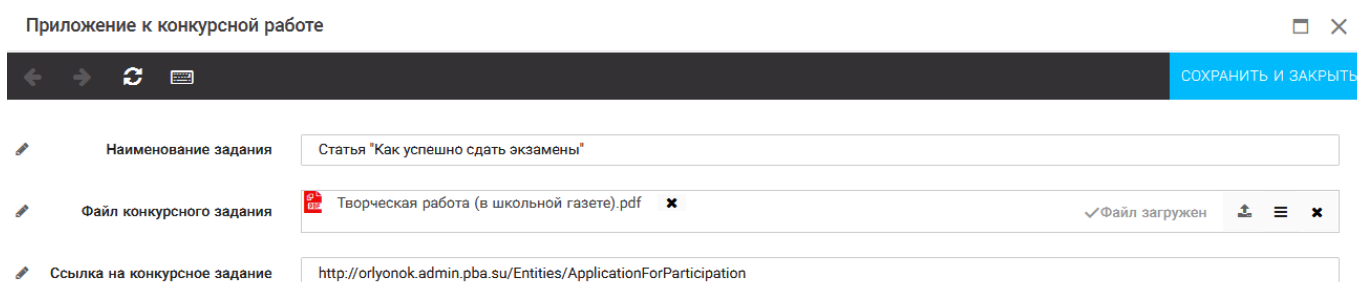 Приложение к конкурсной работе
СОХРАНИТЬ И ЗАКРЫТЬ
Наименование задания Статья "Как успешно сдать экзамены"
Файл конкурсного задания PDF Творческая работа (в школьной газете).pdf Файл загружен
Ссылка на конкурсное задание http://orlyonok.admin.pba.su/Entities/ApplicationForParticipation